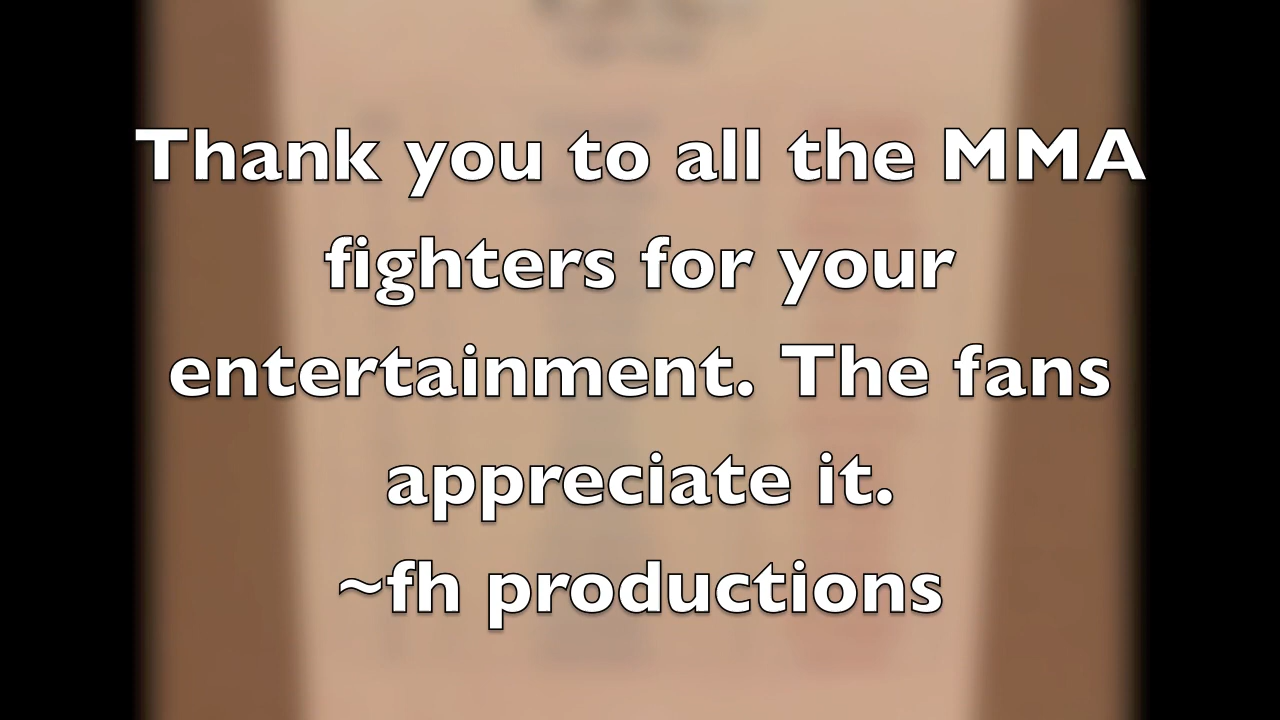 Thank you to all the MMA
fighters for your
entertainment. The fans
appreciate it.
~fh productions